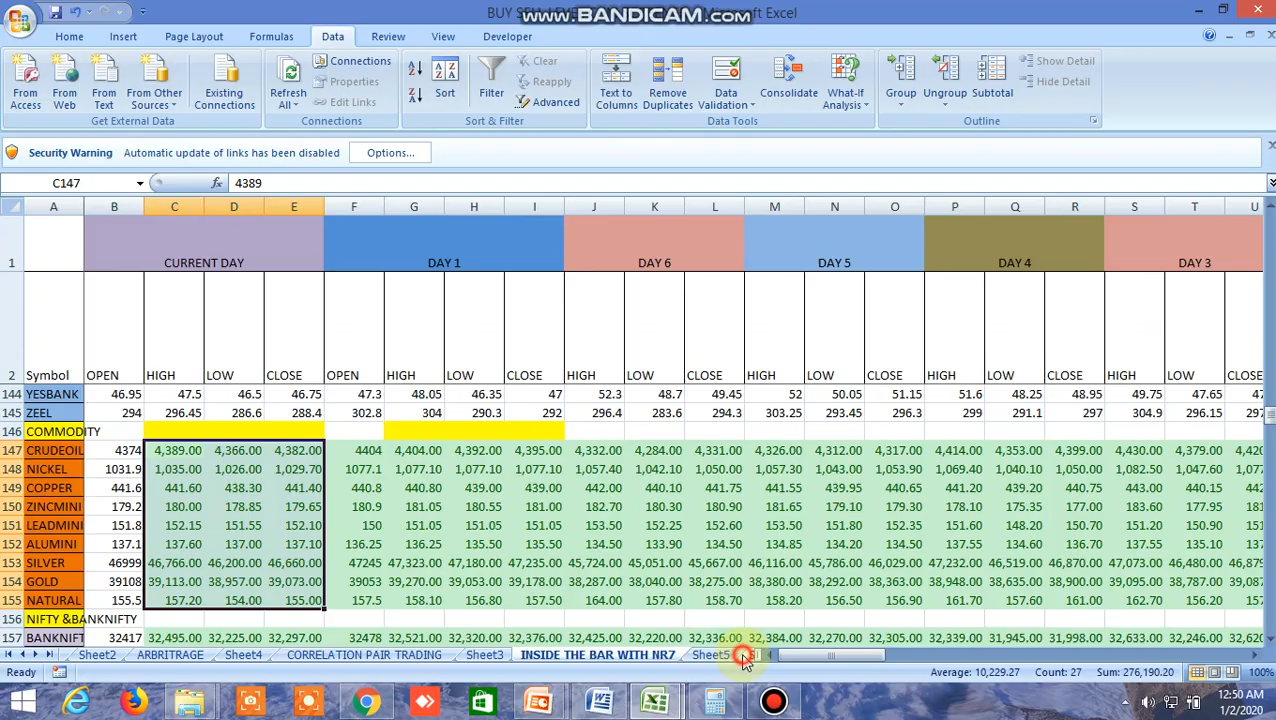 BUY SELL
www.BANDICAM.com
Microsoft Excel
Home Insert Page Layout Formulas Data Review View Developer
From Access
From Web
From Text
From Other Sources
Existing Connections
Get External Data
Refresh All
Connections
Properties
Edit Links
Connections
Sort
Filter
Clear
Reapply
Advanced
Sort & Filter
Text to Columns
Remove Duplicates
Data Validation
Consolidate
What-If Analysis
Data Tools
Group
Ungroup
Subtotal
Show Detail
Hide Detail
Outline
Security Warning Automatic update of links has been disabled Options...
C147 fx 4389
A B C D E F G H I J K L M N O P Q R S T U
1 CURRENT DAY DAY 1 DAY 6 DAY 5 DAY 4 DAY 3
2 Symbol OPEN HIGH LOW CLOSE OPEN HIGH LOW CLOSE HIGH LOW CLOSE HIGH LOW CLOSE HIGH LOW CLOSE HIGH LOW CLOSE
144 YESBANK 46.95 47.5 46.5 46.75 47.3 48.05 46.35 47 52.3 48.7 49.45 52 50.05 51.15 51.6 48.25 48.95 49.75 47.65 47
145 ZEEL 294 296.45 286.6 288.4 302.8 304 290.3 292 296.4 283.6 294.3 303.25 293.45 296.3 299 291.1 297 304.9 296.15 297
146 COMMODITY
147 CRUDEOIL 4374 4,389.00 4,366.00 4,382.00 4404 4,404.00 4,392.00 4,395.00 4,332.00 4,284.00 4,331.00 4,326.00 4,312.00 4,317.00 4,414.00 4,353.00 4,399.00 4,430.00 4,379.00 4,420
148 NICKEL 1031.9 1,035.00 1,026.00 1,029.70 1077.1 1,077.10 1,077.10 1,077.10 1,057.40 1,042.10 1,050.00 1,057.30 1,043.00 1,053.90 1,069.40 1,040.10 1,050.00 1,082.50 1,067.60 1,077
149 COPPER 441.6 441.60 438.30 441.40 440.8 440.80 439.00 439.00 442.00 440.10 441.75 441.55 439.95 440.65 441.20 439.20 440.75 443.00 440.15 442
150 ZINCMINI 179.2 180.00 178.85 179.65 180.9 181.05 180.55 181.00 182.70 180.30 180.90 181.65 179.10 179.30 178.10 175.35 177.00 183.60 177.95 181
151 LEADMINI 151.8 152.15 151.55 152.10 150 151.05 151.05 151.05 153.50 152.25 152.60 153.50 151.80 153.40 153.00 148.20 150.70 151.20 150.90 151
152 ALUMINI 137.1 137.60 137.00 137.10 136.25 136.25 135.50 135.50 134.50 133.90 134.50 134.85 134.20 134.50 137.55 136.70 136.75 137.55 135.10 137
153 SILVER 46999 46,766.00 46,200.00 46,660.00 47245 47,323.00 47,180.00 47,235.00 45,724.00 45,051.00 45,667.00 46,116.00 45,786.00 46,029.00 47,232.00 46,519.00 46,870.00 47,073.00 46,480.00 46,879
154 GOLD 39108 39,113.00 38,957.00 39,073.00 39053 39,270.00 39,053.00 39,178.00 38,287.00 38,040.00 38,275.00 38,380.00 38,292.00 38,363.00 38,948.00 38,635.00 38,900.00 39,095.00 38,787.00
155 NATURAL 155.5 157.20 154.00 155.00 157.5 158.10 156.80 157.50 164.00 157.80 158.70 163.20 155.50 156.90 161.00 157.60 161.00 162.70 156.20
156 NIFTY &BANKNIFTY
157 BANKNIFT 32417 32,495.00 32,225.00 32,297.00 32478 32,521.00 32,320.00 32,376.00 32,425.00 32,220.00 32,336.00 32,384.00 32,270.00 32,305.00 32,339.00 31,945.00 31,998.00 32,633.00 32,246.00 32,620
Sheet2 ARBRITRAGE Sheet4 CORRELATION PAIR TRADING Sheet3 INSIDE THE BAR WITH NR7 Sheet5
Ready Average: 10,229.27 Count: 27 Sum: 276,190.20 100%
12:50 AM
1/2/2020